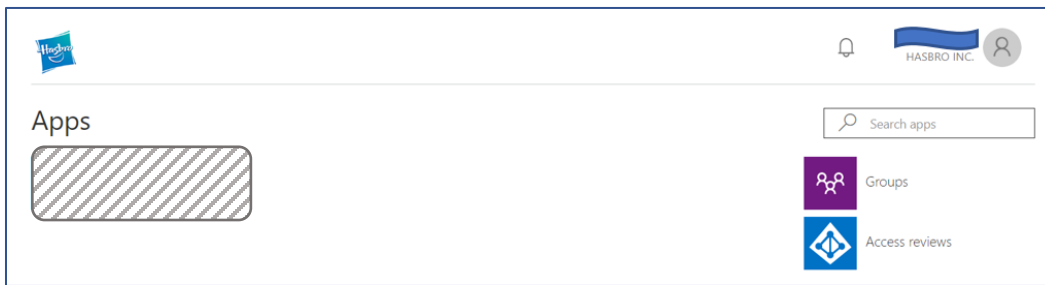 Hasbro
HASBRO INC.
Apps
Search apps
Groups
Access reviews